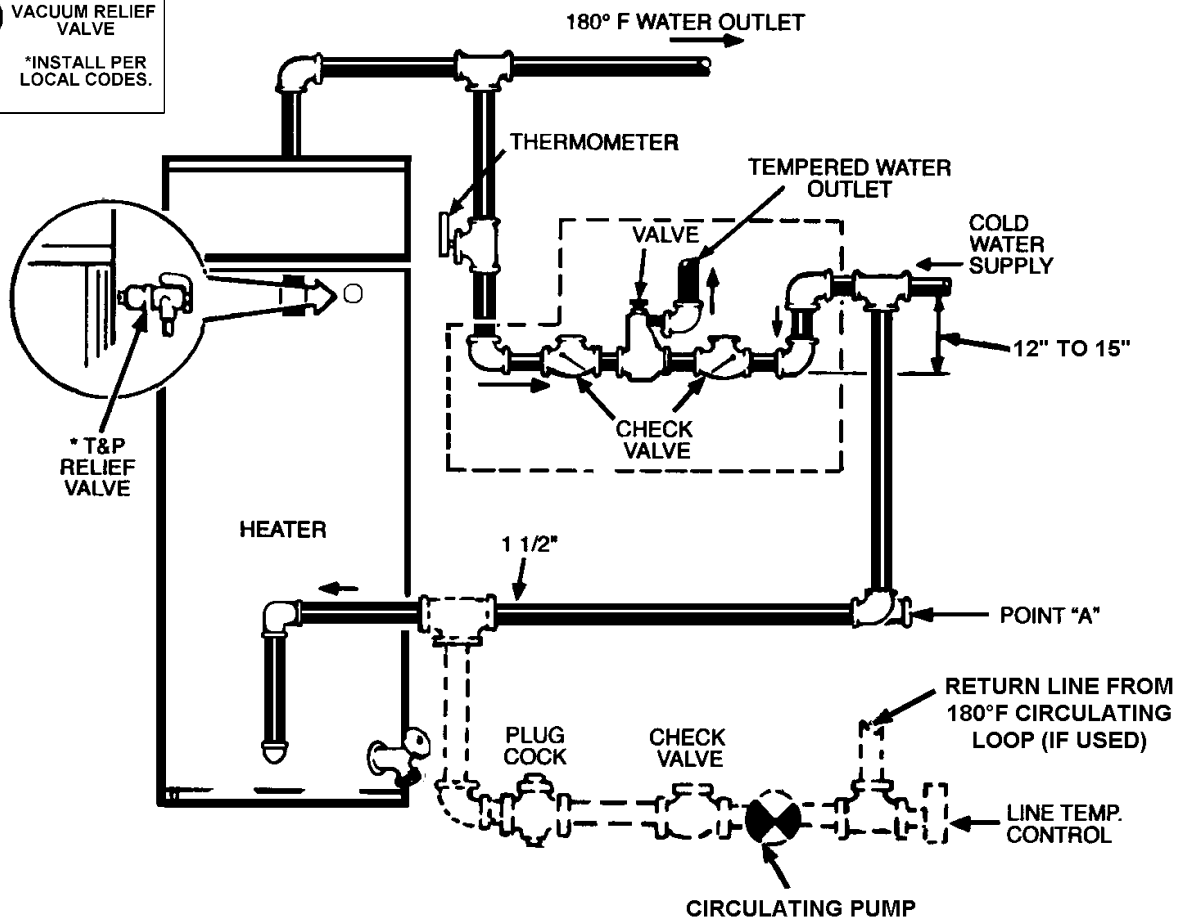 VACUUM RELIEF
VALVE
*INSTALL PER
LOCAL CODES.
180° F WATER OUTLET
THERMOMETER
TEMPERED WATER
OUTLET
VALVE
COLD
WATER
SUPPLY
12" TO 15"
CHECK
VALVE
* T&P
RELIEF
VALVE
HEATER
1 1/2"
POINT “A”
RETURN LINE FROM
180°F CIRCULATING
LOOP (IF USED)
PLUG
COCK
CHECK
VALVE
LINE TEMP.
CONTROL
CIRCULATING PUMP